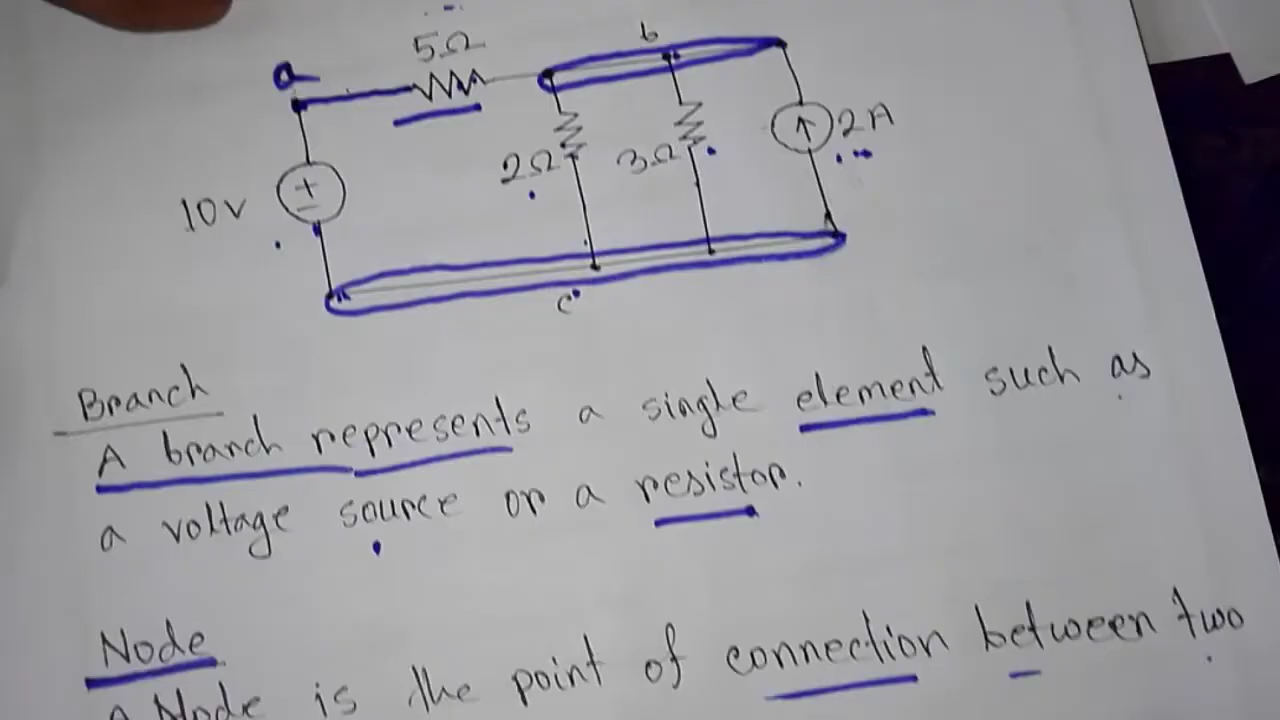 a
5Ω
b
10V
+
-
2Ω
3Ω
2A
c
Branch
A branch represents a single element such as
a voltage source or a resistor.
Node
A Node is the point of connection between two